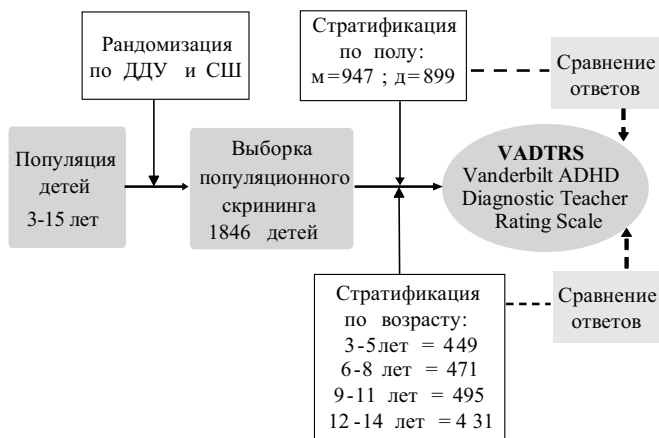 Рандомизация
по ДДУ и СШ
Стратификация
по полу:
м=947 ; д=899
Сравнение
ответов
Популяция
детей
3-15 лет
Выборка
популяционного
скрининга
1846 детей
VADTRS
Vanderbilt ADHD
Diagnostic Teacher
Rating Scale
Стратификация
по возрасту:
3-5лет = 449
6-8 лет = 471
9-11 лет = 495
12-14 лет = 431
Сравнение
ответов